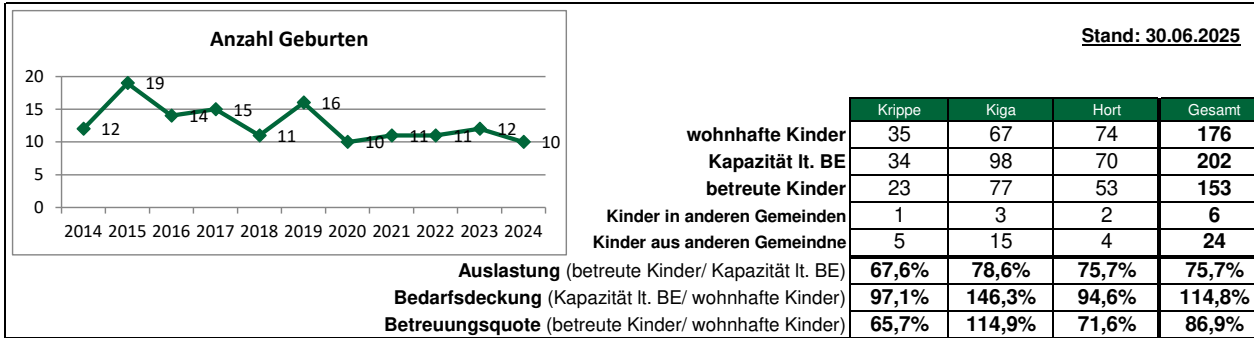 Anzahl Geburten
Stand: 30.06.2025
20
15
10
5
0
12
19
14
15
11
16
10
11
11
12
10
2014 2015 2016 2017 2018 2019 2020 2021 2022 2023 2024
Krippe Kiga Hort Gesamt
wohnhafte Kinder 35 67 74 176
Kapazität lt. BE 34 98 70 202
betreute Kinder 23 77 53 153
Kinder in anderen Gemeinden 1 3 2 6
Kinder aus anderen Gemeindne 5 15 4 24
Auslastung (betreute Kinder/ Kapazität lt. BE) 67,6% 78,6% 75,7% 75,7%
Bedarfsdeckung (Kapazität lt. BE/ wohnhafte Kinder) 97,1% 146,3% 94,6% 114,8%
Betreuungsquote (betreute Kinder/ wohnhafte Kinder) 65,7% 114,9% 71,6% 86,9%